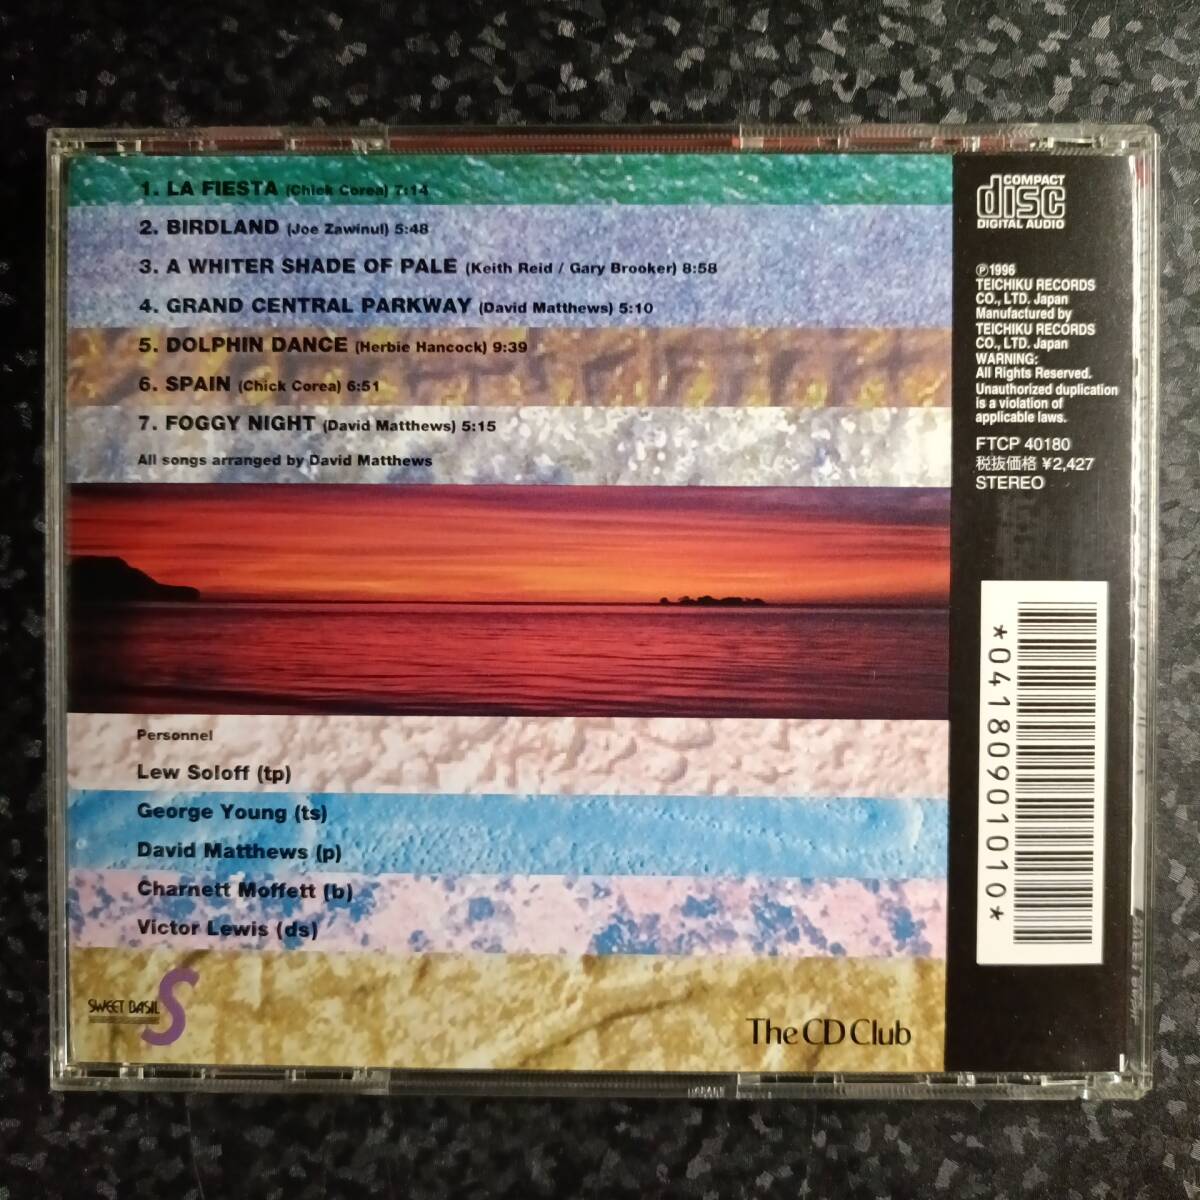 1. LA FIESTA (Chick Corea) 7:14
2. BIRDLAND (Joe Zawinul) 5:48
3. A WHITER SHADE OF PALE (Keith Reid / Gary Brooker) 8:58
4. GRAND CENTRAL PARKWAY (David Matthews) 5:10
5. DOLPHIN DANCE (Herbie Hancock) 9:39
6. SPAIN (Chick Corea) 6:51
7. FOGGY NIGHT (David Matthews) 5:15
All songs arranged by David Matthews
Personnel
Lew Soloff (tp)
George Young (ts)
David Matthews (p)
Charnett Moffett (b)
Victor Lewis (ds)
SWEET BASIL
S
The CD Club
COMPACT
disc
DIGITAL AUDIO
Ⓟ1996
TEICHIKU RECORDS
CO., LTD. Japan
Manufactured by
TEICHIKU RECORDS
CO., LTD. Japan
WARNING:
All Rights Reserved.
Unauthorized duplication
is a violation of
applicable laws.
FTCP 40180
税抜価格 ¥2,427
STEREO
*04180901010*